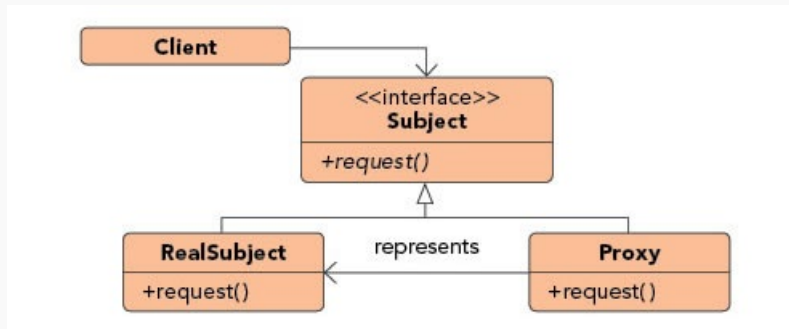 Client
<<interface>>
Subject
+request()
RealSubject
+request()
represents
Proxy
+request()